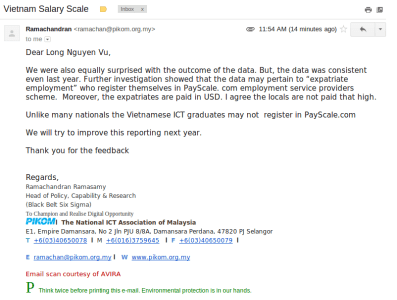 Vietnam Salary Scale
Inbox x
Ramachandran <ramachan@pikom.org.my>
11:54 AM (14 minutes ago)
to me
Dear Long Nguyen Vu,
We were also equally surprised with the outcome of the data. But, the data was consistent
even last year. Further investigation showed that the data may pertain to “expatriate
employment” who register themselves in PayScale. com employment service providers
scheme. Moreover, the expatriates are paid in USD. I agree the locals are not paid that high.
Unlike many nationals the Vietnamese ICT graduates may not register in PayScale.com
We will try to improve this reporting next year.
Thank you for the feedback
Regards,
Ramachandran Ramasamy
Head of Policy, Capability & Research
(Black Belt Six Sigma)
To Champion and Realise Digital Opportunity
PIKOM l The National ICT Association of Malaysia
E1, Empire Damansara, No 2 Jln PJU 8/8A, Damansara Perdana, 47820 PJ Selangor
T +6(03)40650078 l M +6(016)3759645 l F +6(03)40650079 l
E ramachan@pikom.org.my l W www.pikom.org.my
Email scan courtesy of AVIRA
P Think twice before printing this e-mail. Environmental protection is in our hands.